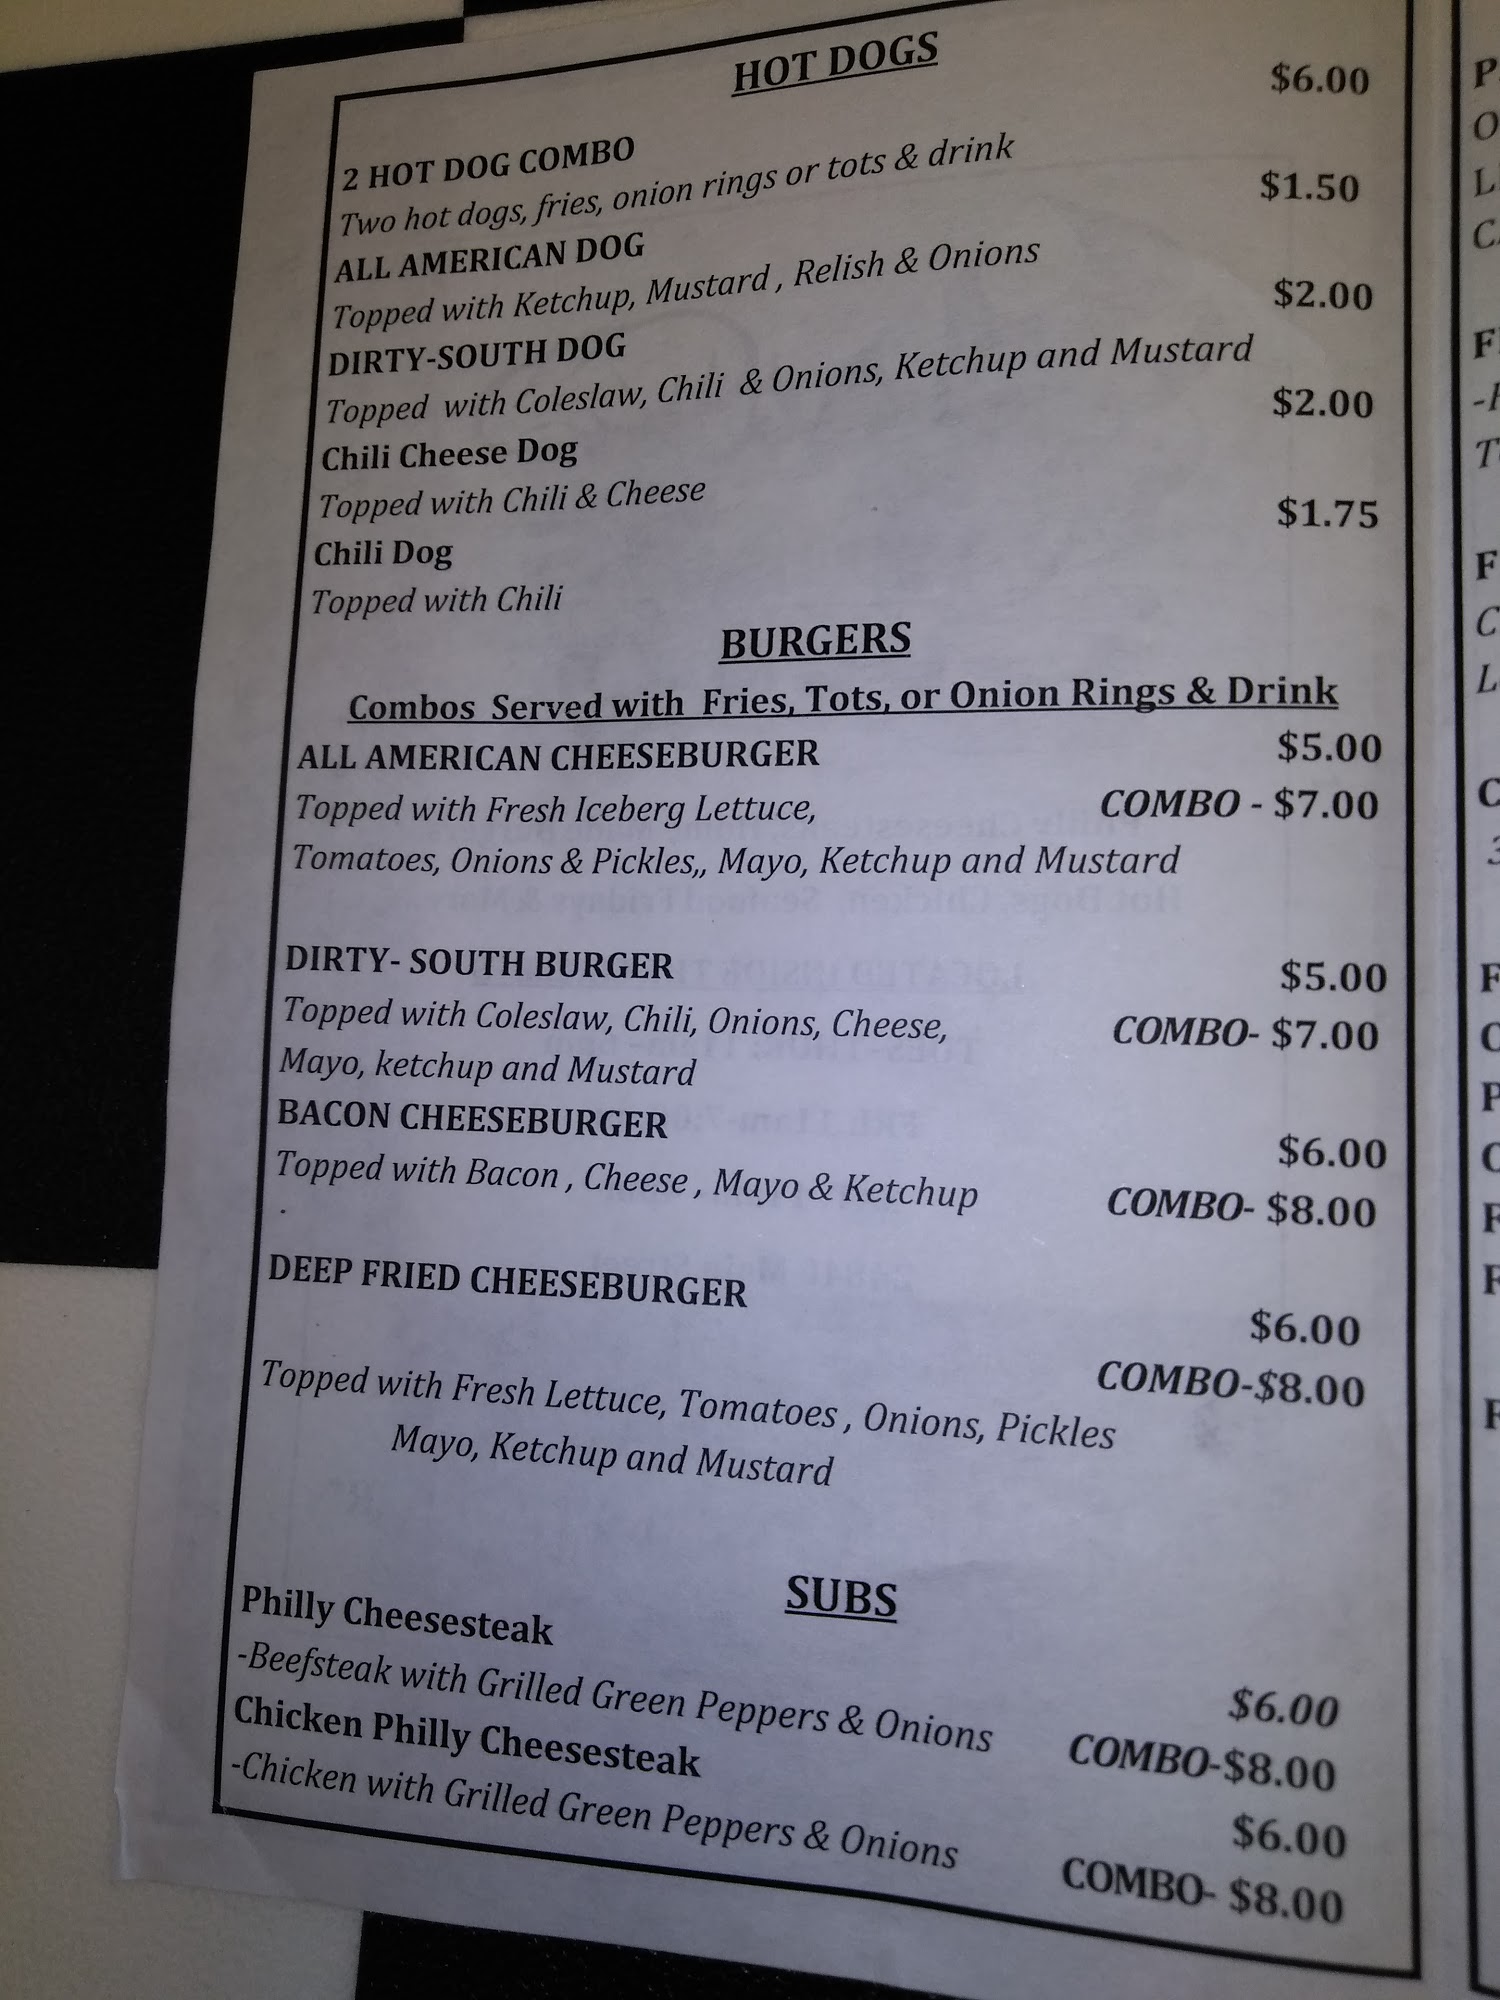 HOT DOGS
2 HOT DOG COMBO $6.00
Two hot dogs, fries, onion rings or tots & drink
ALL AMERICAN DOG $1.50
Topped with Ketchup, Mustard , Relish & Onions
DIRTY-SOUTH DOG $2.00
Topped with Coleslaw, Chili & Onions, Ketchup and Mustard
Chili Cheese Dog $2.00
Topped with Chili & Cheese
Chili Dog $1.75
Topped with Chili
BURGERS
Combos Served with Fries, Tots, or Onion Rings & Drink
ALL AMERICAN CHEESEBURGER $5.00
Topped with Fresh Iceberg Lettuce, COMBO - $7.00
Tomatoes, Onions & Pickles,, Mayo, Ketchup and Mustard
DIRTY- SOUTH BURGER $5.00
Topped with Coleslaw, Chili, Onions, Cheese, COMBO- $7.00
Mayo, ketchup and Mustard
BACON CHEESEBURGER $6.00
Topped with Bacon , Cheese , Mayo & Ketchup COMBO- $8.00
.
DEEP FRIED CHEESEBURGER $6.00
COMBO-$8.00
Topped with Fresh Lettuce, Tomatoes , Onions, Pickles
Mayo, Ketchup and Mustard
SUBS
Philly Cheesesteak $6.00
-Beefsteak with Grilled Green Peppers & Onions COMBO-$8.00
Chicken Philly Cheesesteak $6.00
-Chicken with Grilled Green Peppers & Onions COMBO- $8.00